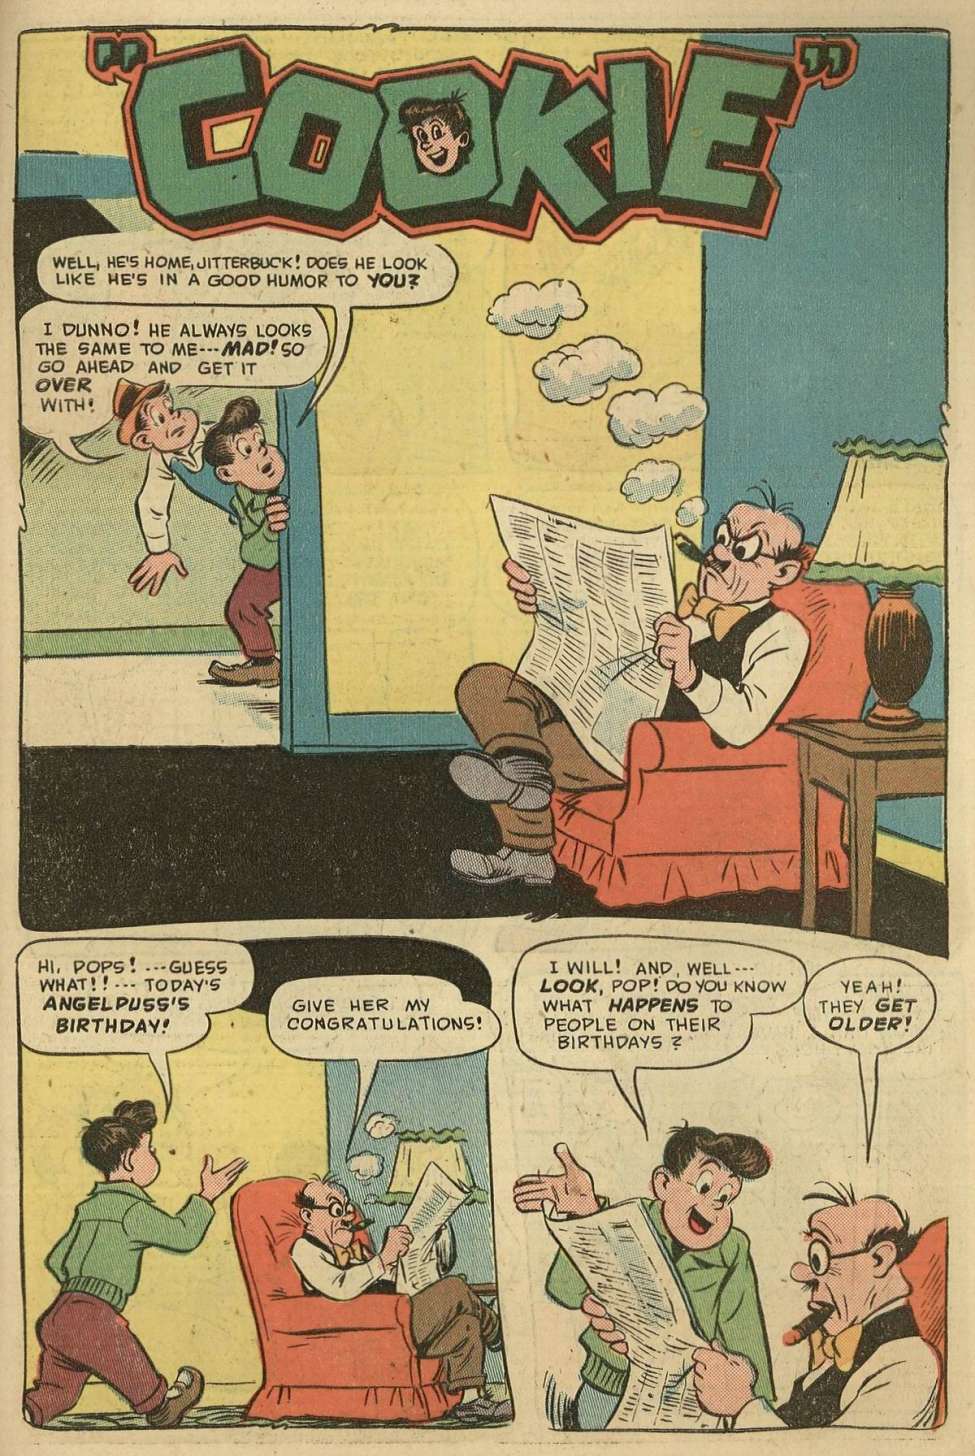 "COOKIE"
WELL, HE'S HOME, JITTERBUCK! DOES HE LOOK
LIKE HE'S IN A GOOD HUMOR TO YOU?
I DUNNO! HE ALWAYS LOOKS
THE SAME TO ME---MAD! SO
GO AHEAD AND GET IT
OVER
WITH!
HI, POPS! ---GUESS
WHAT!! --- TODAY'S
ANGELPUSS'S
BIRTHDAY!
GIVE HER MY
CONGRATULATIONS!
I WILL! AND, WELL---
LOOK, POP! DO YOU KNOW
WHAT HAPPENS TO
PEOPLE ON THEIR
BIRTHDAYS?
YEAH!
THEY GET
OLDER!